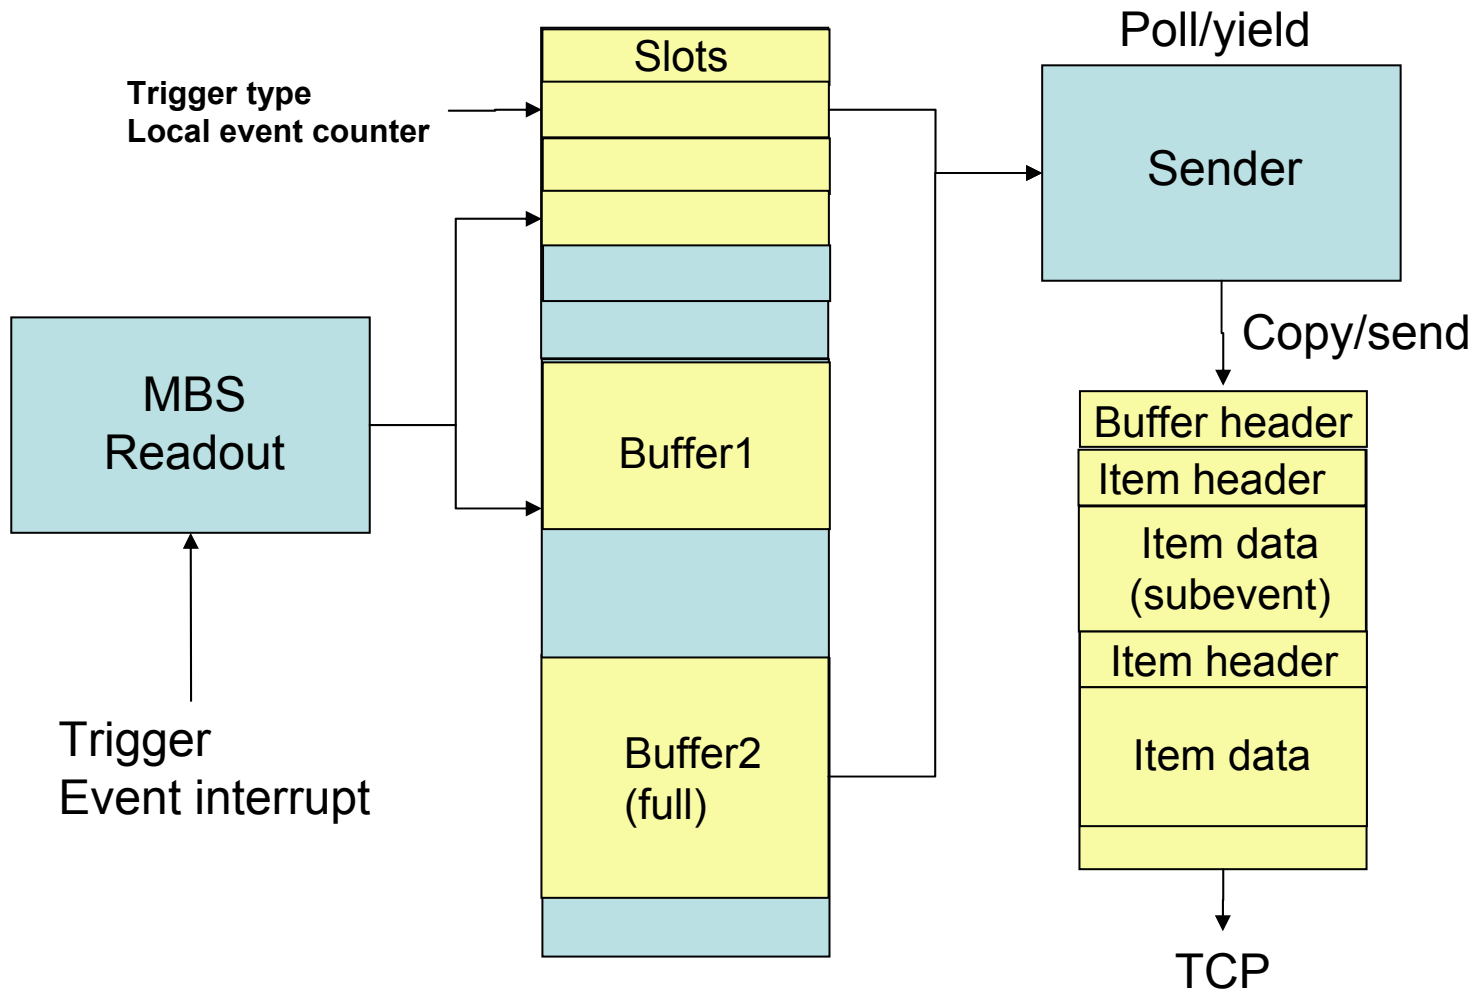 Poll/yield
Slots
Trigger type
Local event counter
Sender
Copy/send
MBS
Readout
Buffer1
Buffer header
Item header
Item data
(subevent)
Item header
Item data
Trigger
Event interrupt
Buffer2
(full)
TCP